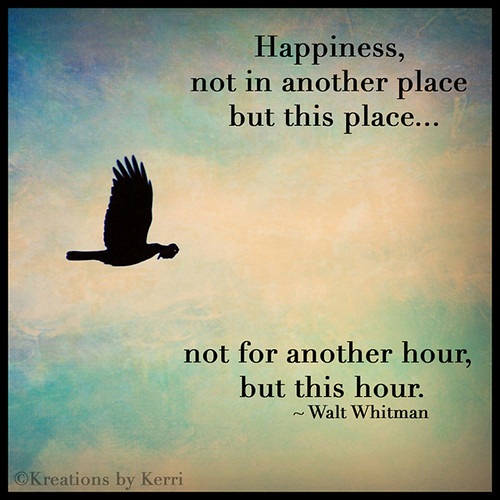 Happiness,
not in another place
but this place...
not for another hour,
but this hour.
~ Walt Whitman
©Kreations by Kerri